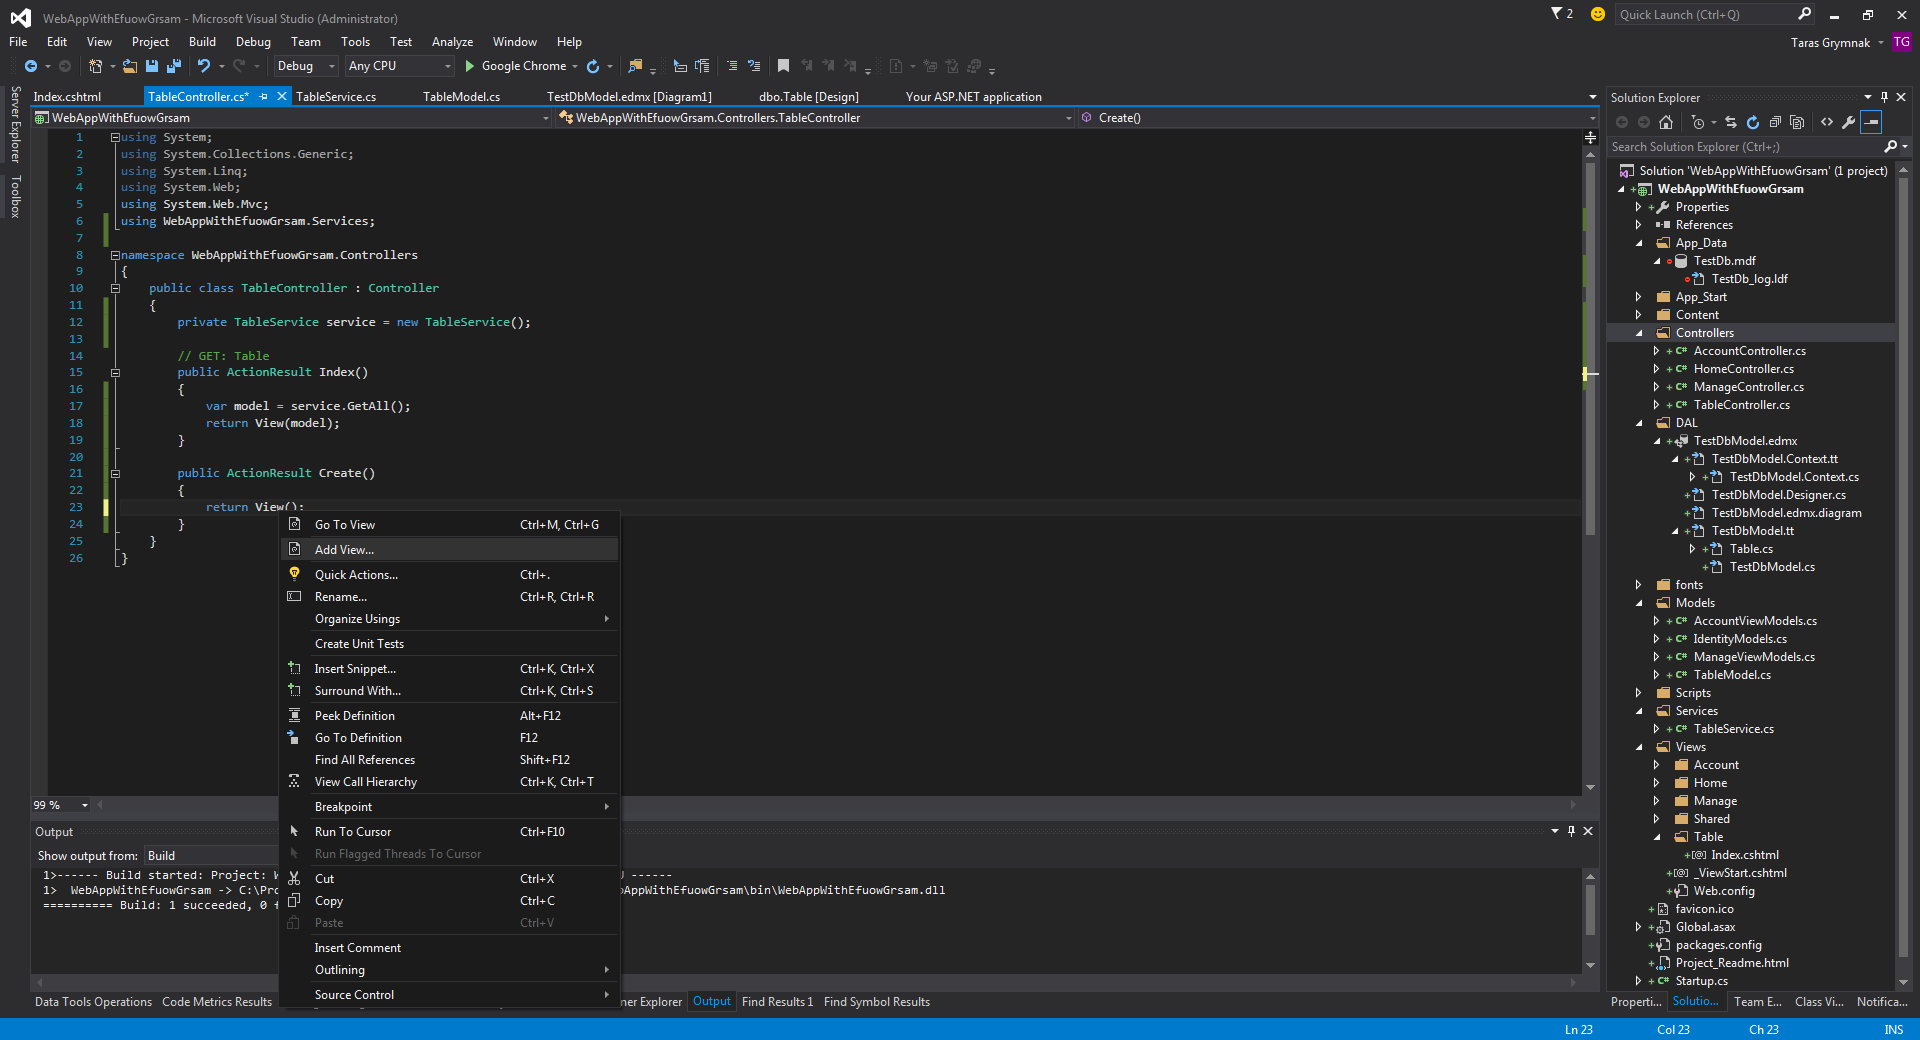 WebAppWithEfuowGrsam - Microsoft Visual Studio (Administrator)
2
Quick Launch (Ctrl+Q)
File Edit View Project Build Debug Team Tools Test Analyze Window Help
Taras Grymnak TG
Debug Any CPU Google Chrome
Server Explorer
Toolbox
Index.cshtml TableController.cs* TableService.cs TableModel.cs TestDbModel.edmx [Diagram1] dbo.Table [Design] Your ASP.NET application
WebAppWithEfuowGrsam WebAppWithEfuowGrsam.Controllers.TableController Create()
1 using System;
2 using System.Collections.Generic;
3 using System.Linq;
4 using System.Web;
5 using System.Web.Mvc;
6 using WebAppWithEfuowGrsam.Services;
7
8 namespace WebAppWithEfuowGrsam.Controllers
9 {
10 public class TableController : Controller
11 {
12 private TableService service = new TableService();
13
14 // GET: Table
15 public ActionResult Index()
16 {
17 var model = service.GetAll();
18 return View(model);
19 }
20
21 public ActionResult Create()
22 {
23 return View();
24 }
25 }
26 }
Go To View Ctrl+M, Ctrl+G
Add View...
Quick Actions... Ctrl+.
Rename... Ctrl+R, Ctrl+R
Organize Usings
Create Unit Tests
Insert Snippet... Ctrl+K, Ctrl+X
Surround With... Ctrl+K, Ctrl+S
Peek Definition Alt+F12
Go To Definition F12
Find All References Shift+F12
View Call Hierarchy Ctrl+K, Ctrl+T
Breakpoint
Run To Cursor Ctrl+F10
Run Flagged Threads To Cursor
Cut Ctrl+X
Copy Ctrl+C
Paste Ctrl+V
Insert Comment
Outlining
Source Control
99 %
Output
Show output from: Build
1>------ Build started: Project: W U ------
1> WebAppWithEfuowGrsam -> C:\Pro bAppWithEfuowGrsam\bin\WebAppWithEfuowGrsam.dll
========== Build: 1 succeeded, 0 f
Data Tools Operations Code Metrics Results ner Explorer Output Find Results 1 Find Symbol Results
Solution Explorer
Search Solution Explorer (Ctrl+;)
Solution 'WebAppWithEfuowGrsam' (1 project)
WebAppWithEfuowGrsam
Properties
References
App_Data
TestDb.mdf
TestDb_log.ldf
App_Start
Content
Controllers
AccountController.cs
HomeController.cs
ManageController.cs
TableController.cs
DAL
TestDbModel.edmx
TestDbModel.Context.tt
TestDbModel.Context.cs
TestDbModel.Designer.cs
TestDbModel.edmx.diagram
TestDbModel.tt
Table.cs
TestDbModel.cs
fonts
Models
AccountViewModels.cs
IdentityModels.cs
ManageViewModels.cs
TableModel.cs
Scripts
Services
TableService.cs
Views
Account
Home
Manage
Shared
Table
Index.cshtml
_ViewStart.cshtml
Web.config
favicon.ico
Global.asax
packages.config
Project_Readme.html
Startup.cs
Properti... Solutio... Team E... Class Vi... Notifica...
Ln 23 Col 23 Ch 23 INS